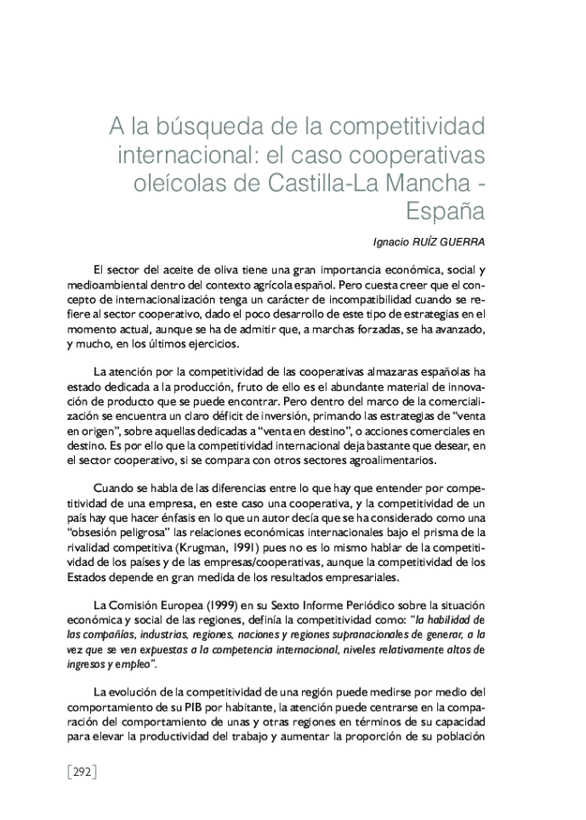 A la búsqueda de la competitividad
internacional: el caso cooperativas
oleícolas de Castilla-La Mancha -
España
Ignacio RUÍZ GUERRA
El sector del aceite de oliva tiene una gran importancia económica, social y
medioambiental dentro del contexto agrícola español. Pero cuesta creer que el con-
cepto de internacionalización tenga un carácter de incompatibilidad cuando se re-
fiere al sector cooperativo, dado el poco desarrollo de este tipo de estrategias en el
momento actual, aunque se ha de admitir que, a marchas forzadas, se ha avanzado,
y mucho, en los últimos ejercicios.
La atención por la competitividad de las cooperativas almazaras españolas ha
estado dedicada a la producción, fruto de ello es el abundante material de innova-
ción de producto que se puede encontrar. Pero dentro del marco de la comerciali-
zación se encuentra un claro déficit de inversión, primando las estrategias de “venta
en origen”, sobre aquellas dedicadas a “venta en destino”, o acciones comerciales en
destino. Es por ello que la competitividad internacional deja bastante que desear, en
el sector cooperativo, si se compara con otros sectores agroalimentarios.
Cuando se habla de las diferencias entre lo que hay que entender por compe-
titividad de una empresa, en este caso una cooperativa, y la competitividad de un
país hay que hacer énfasis en lo que un autor decía que se ha considerado como una
“obsesión peligrosa” las relaciones económicas internacionales bajo el prisma de la
rivalidad competitiva (Krugman, 1991) pues no es lo mismo hablar de la competiti-
vidad de los países y de las empresas/cooperativas, aunque la competitividad de los
Estados depende en gran medida de los resultados empresariales.
La Comisión Europea (1999) en su Sexto Informe Periódico sobre la situación
económica y social de las regiones, definía la competitividad como: “la habilidad de
las compañías, industrias, regiones, naciones y regiones supranacionales de generar, a la
vez que se ven expuestas a la competencia internacional, niveles relativamente altos de
ingresos y empleo”.
La evolución de la competitividad de una región puede medirse por medio del
comportamiento de su PIB por habitante, la atención puede centrarse en la compa-
ración del comportamiento de unas y otras regiones en términos de su capacidad
para elevar la productividad del trabajo y aumentar la proporción de su población
[292]